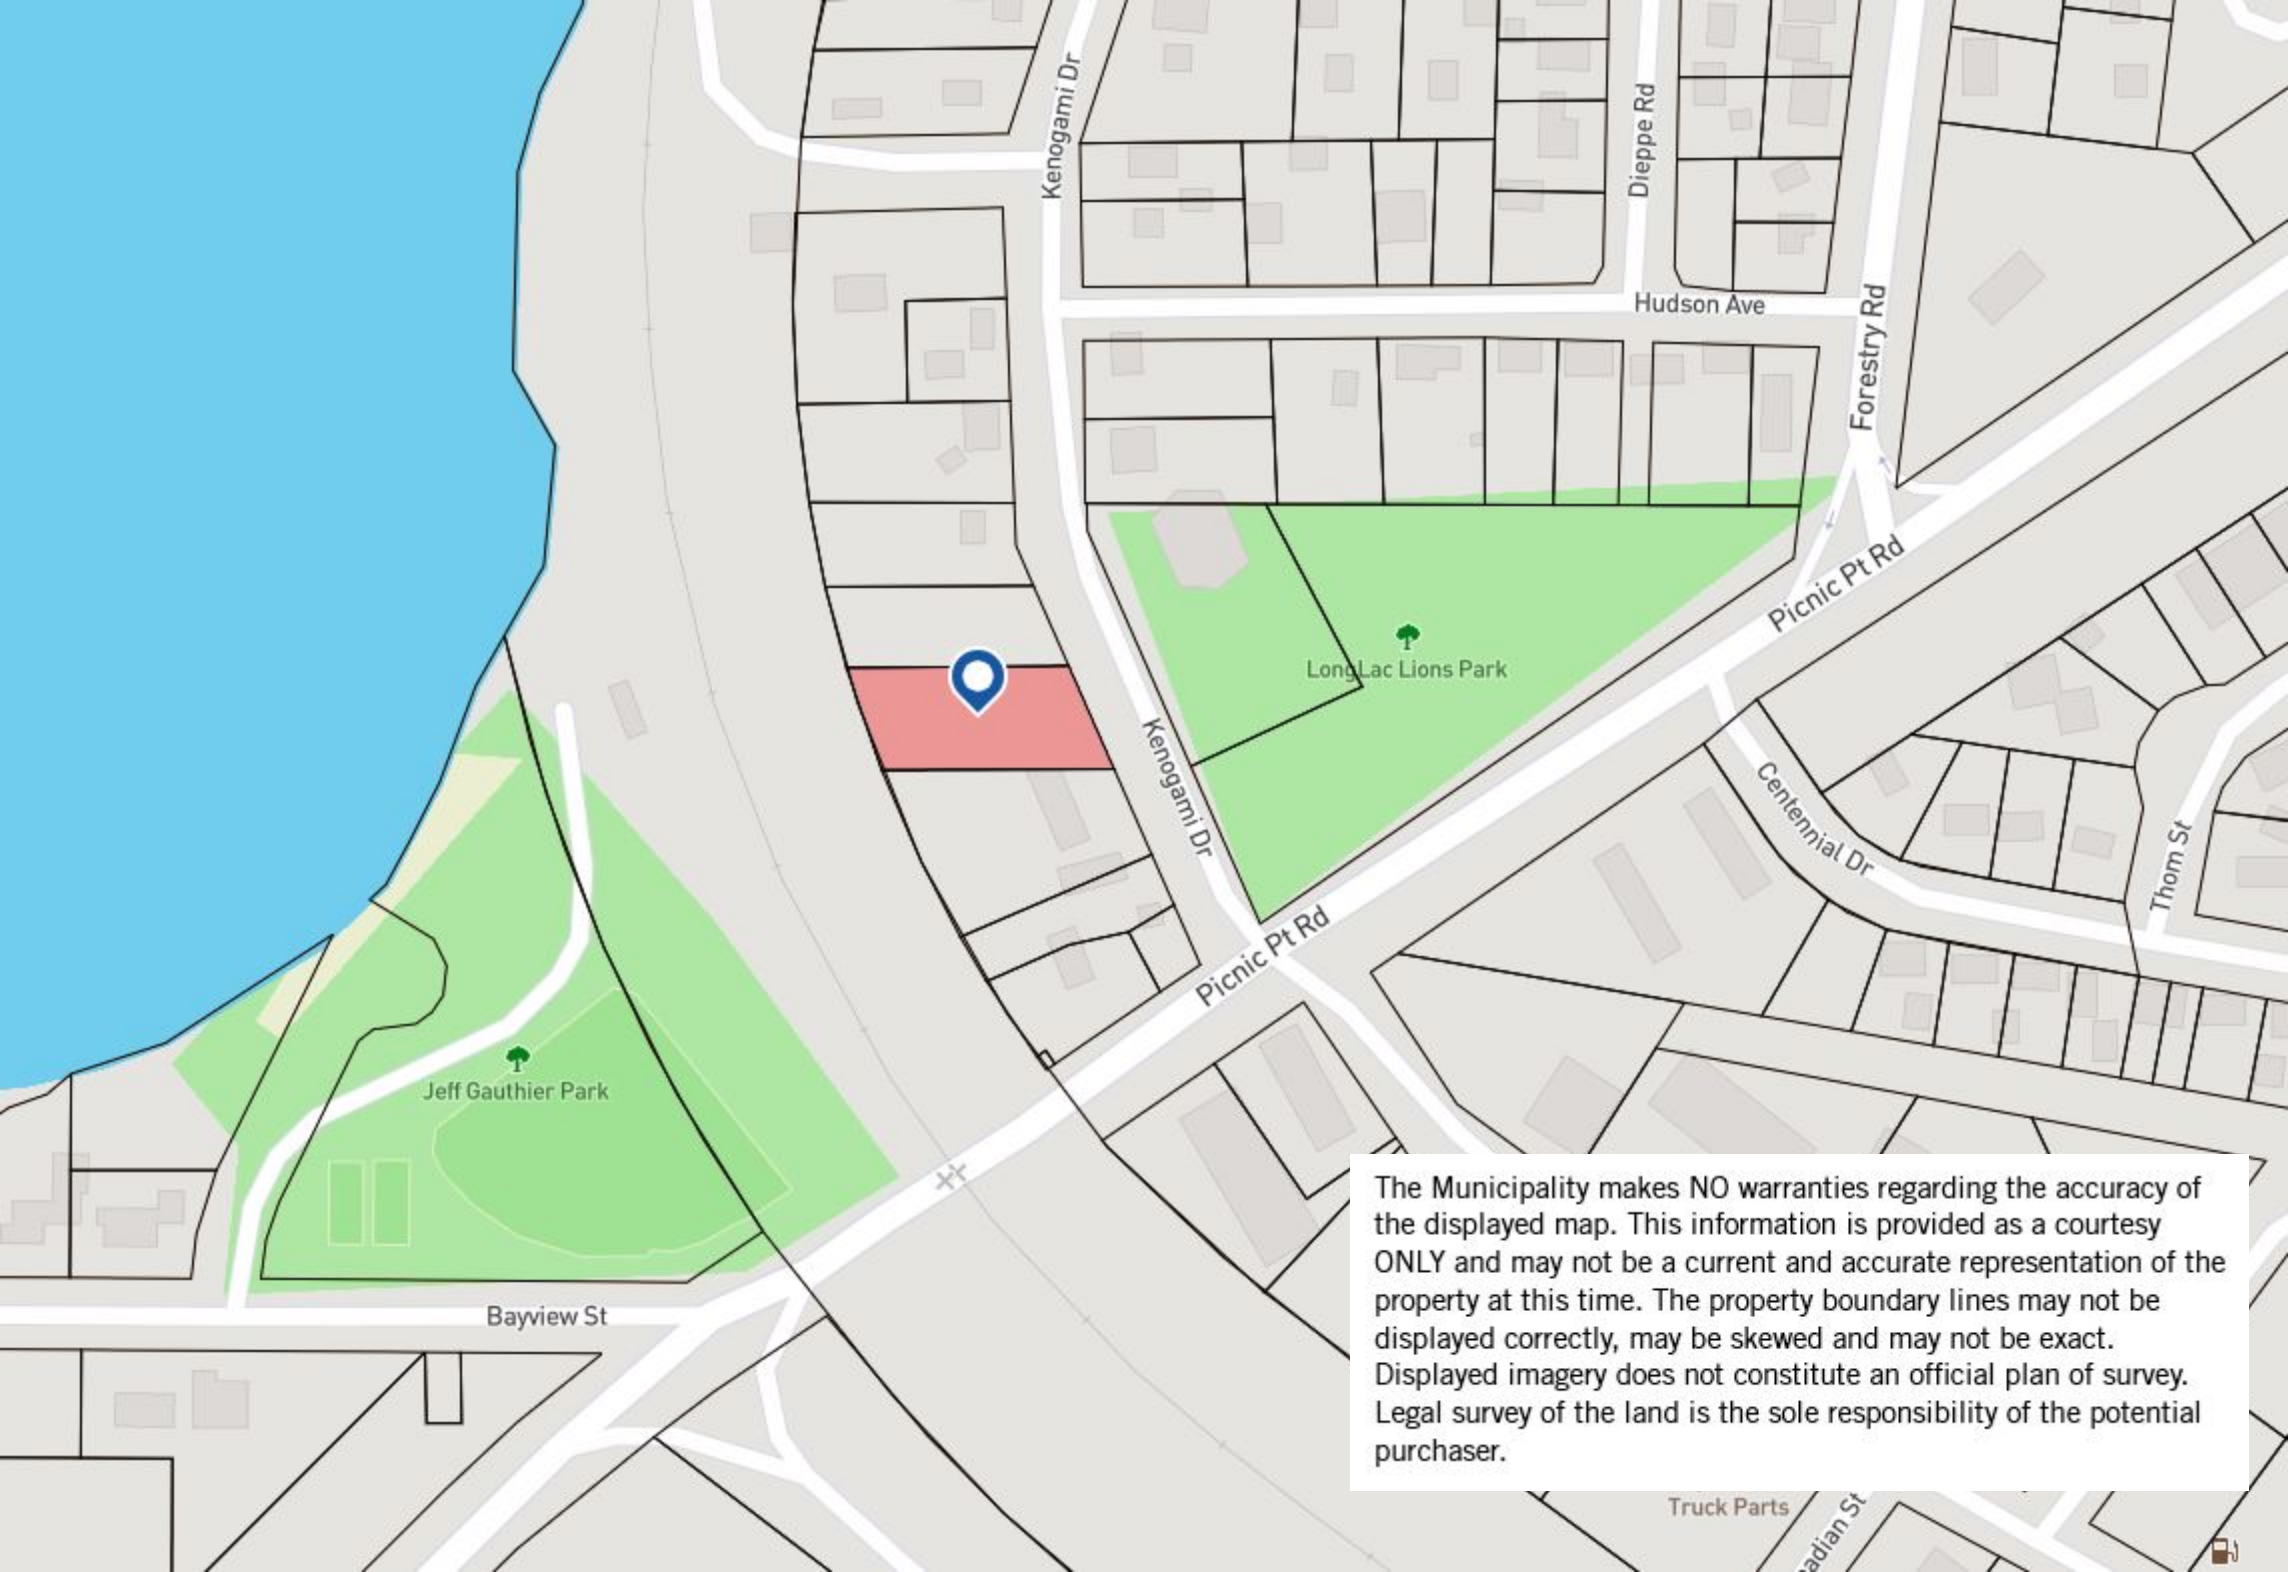 Kenogami Dr
Dieppe Rd
Hudson Ave
Forestry Rd
Picnic Pt Rd
LongLac Lions Park
Kenogami Dr
Centennial Dr
Thom St
Picnic Pt Rd
Jeff Gauthier Park
Bayview St
The Municipality makes NO warranties regarding the accuracy of
the displayed map. This information is provided as a courtesy
ONLY and may not be a current and accurate representation of the
property at this time. The property boundary lines may not be
displayed correctly, may be skewed and may not be exact.
Displayed imagery does not constitute an official plan of survey.
Legal survey of the land is the sole responsibility of the potential
purchaser.
Truck Parts
adian St